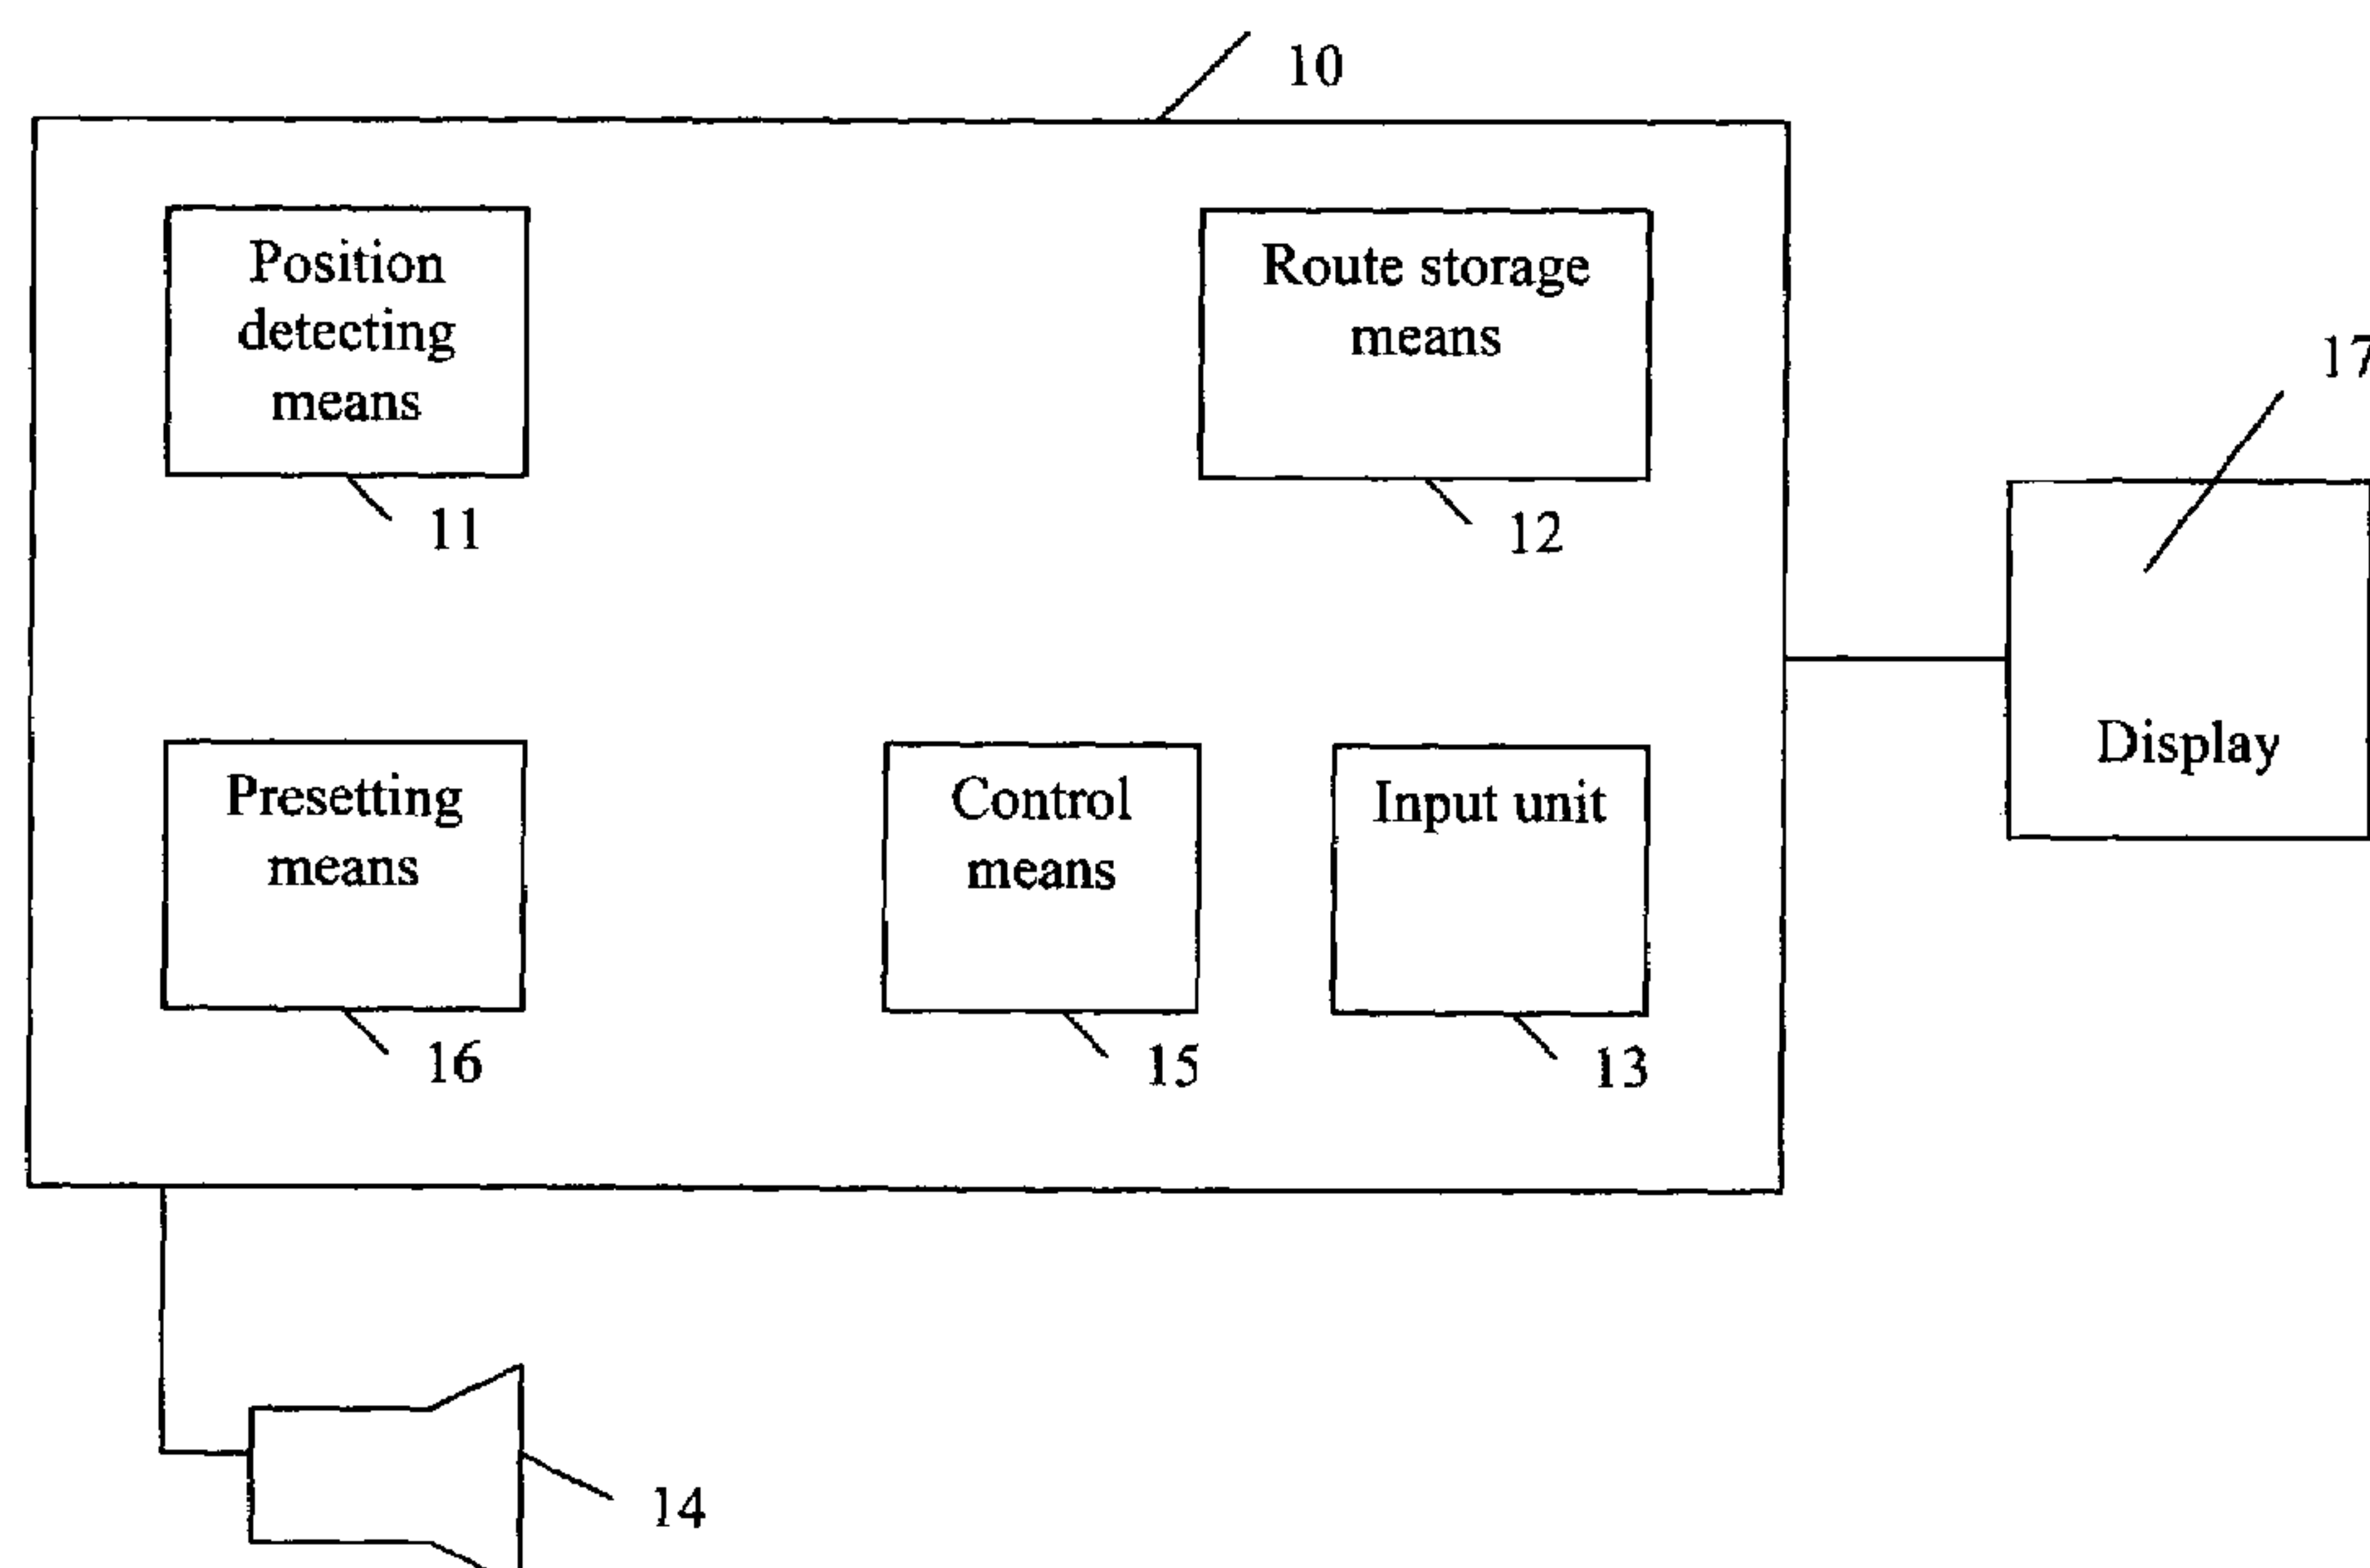 10
Position
detecting
means
11
Route storage
means
12
17
Display
Presetting
means
16
Control
means
15
Input unit
13
14